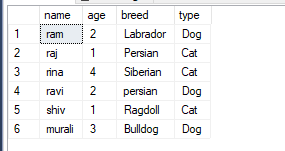 name age breed type
1 ram 2 Labrador Dog
2 raj 1 Persian Cat
3 rina 4 Siberian Cat
4 ravi 2 persian Dog
5 shiv 1 Ragdoll Cat
6 murali 3 Bulldog Dog